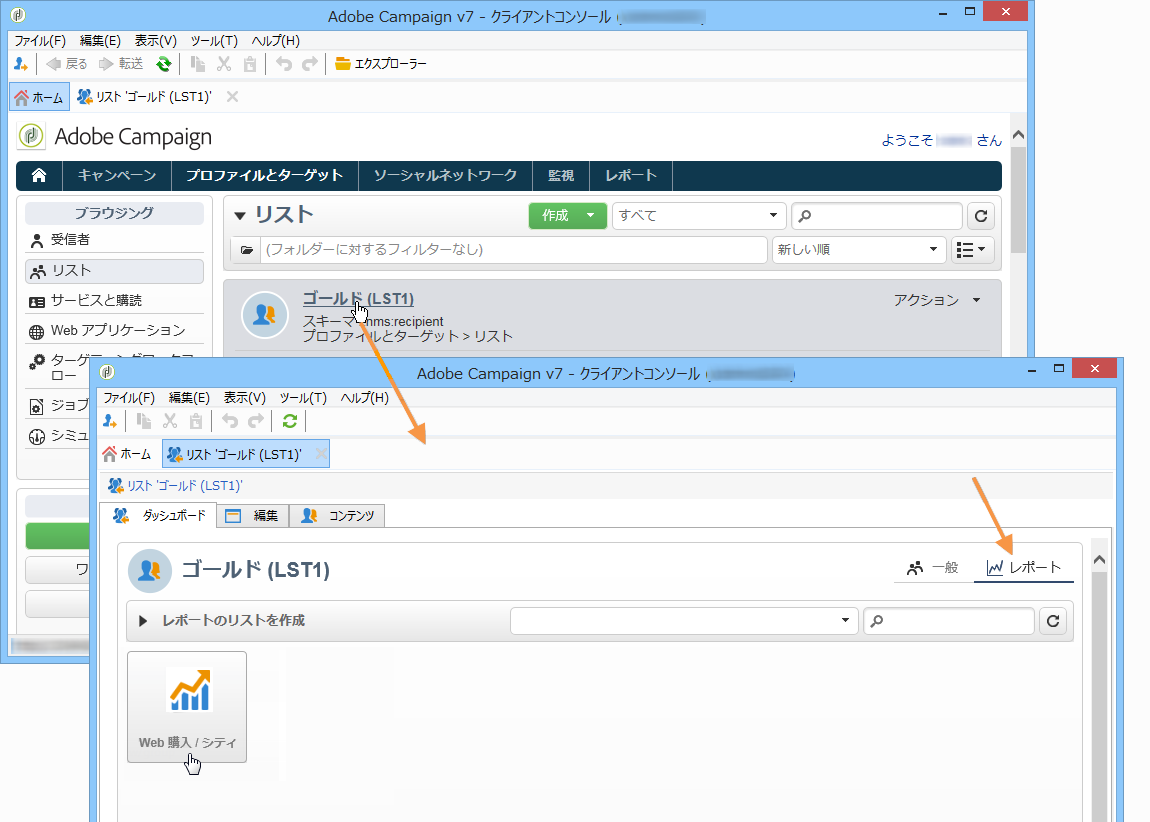 Adobe Campaign v7 - クライアントコンソール (
ファイル(F) 編集(E) 表示(V) ツール(T) ヘルプ(H)
戻る 転送 エクスプローラー
ホーム リスト 'ゴールド (LST1)'
Adobe Campaign
ようこそ さん
キャンペーン プロファイルとターゲット ソーシャルネットワーク 監視 レポート
ブラウジング
受信者
リスト
サービスと購読
Web アプリケーション
ターゲティングワークフ
ロー
ジョブ
シミュ
ワ
リスト 作成 すべて
(フォルダーに対するフィルターなし) 新しい順
ゴールド (LST1) アクション
スキーマ nms:recipient
プロファイルとターゲット > リスト
Adobe Campaign v7 - クライアントコンソール (
ファイル(F) 編集(E) 表示(V) ツール(T) ヘルプ(H)
ホーム リスト 'ゴールド (LST1)'
リスト 'ゴールド (LST1)'
ダッシュボード 編集 コンテンツ
ゴールド (LST1) 一般 レポート
レポートのリストを作成
Web 購入 / シティ